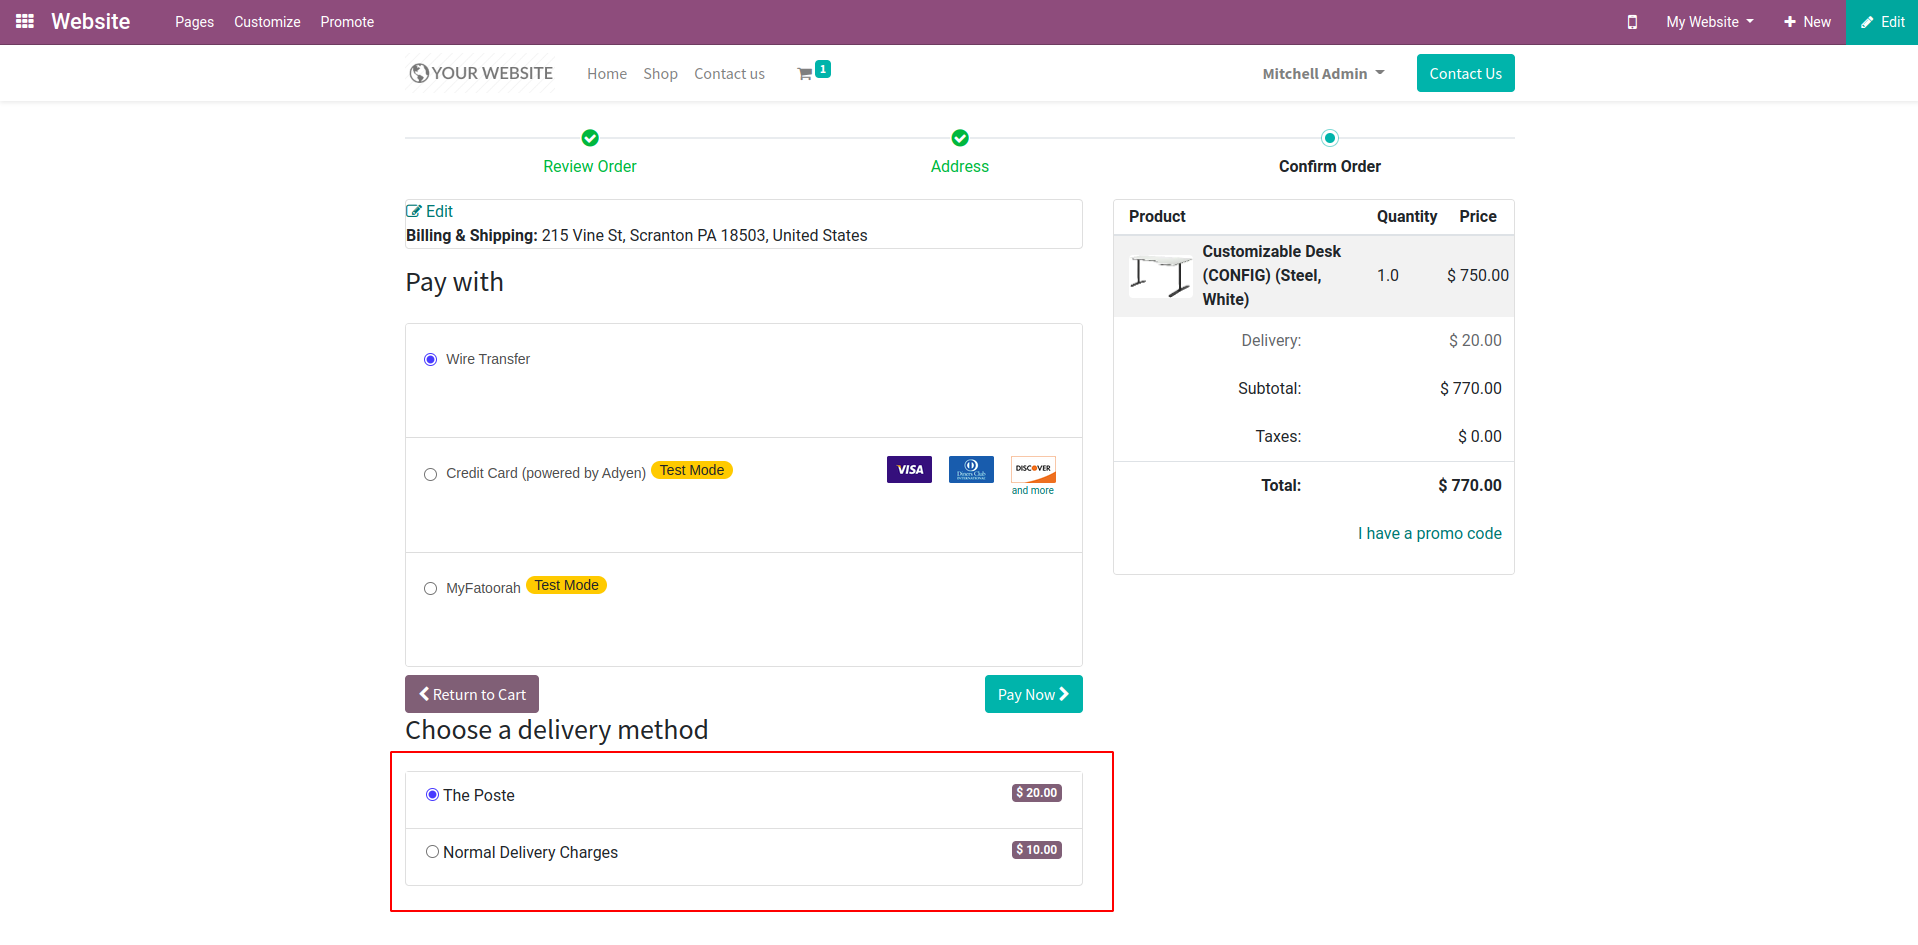 Website Pages Customize Promote My Website New Edit
YOUR WEBSITE Home Shop Contact us 1 Mitchell Admin Contact Us
Review Order Address Confirm Order
Edit
Billing & Shipping: 215 Vine St, Scranton PA 18503, United States
Pay with
Wire Transfer
Credit Card (powered by Adyen) Test Mode VISA Diners Club INTERNATIONAL DISCOVER
and more
MyFatoorah Test Mode
Return to Cart Pay Now
Choose a delivery method
The Poste $ 20.00
Normal Delivery Charges $ 10.00
Product Quantity Price
Customizable Desk
(CONFIG) (Steel, 1.0 $ 750.00
White)
Delivery: $ 20.00
Subtotal: $ 770.00
Taxes: $ 0.00
Total: $ 770.00
I have a promo code